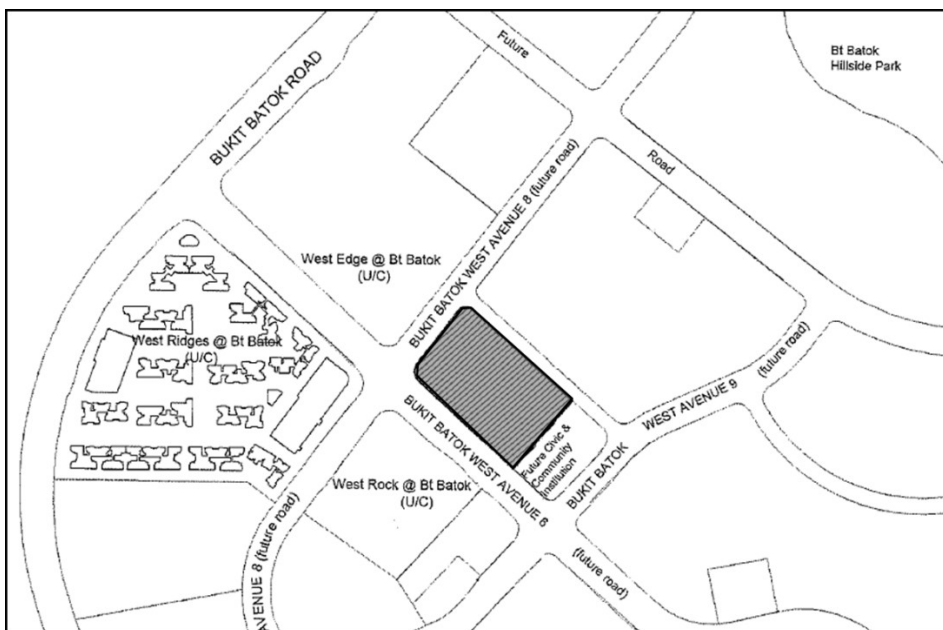 Future
Bt Batok
Hillside Park
BUKIT BATOK ROAD
Road
BUKIT BATOK WEST AVENUE 8 (future road)
West Edge @ Bt Batok
(U/C)
West Ridges @ Bt Batok
(U/C)
BUKIT BATOK WEST AVENUE 6
(future road)
Future Civic &
Community
Institution
BUKIT BATOK
WEST AVENUE 9
(future road)
West Rock @ Bt Batok
(U/C)
AVENUE 8 (future road)